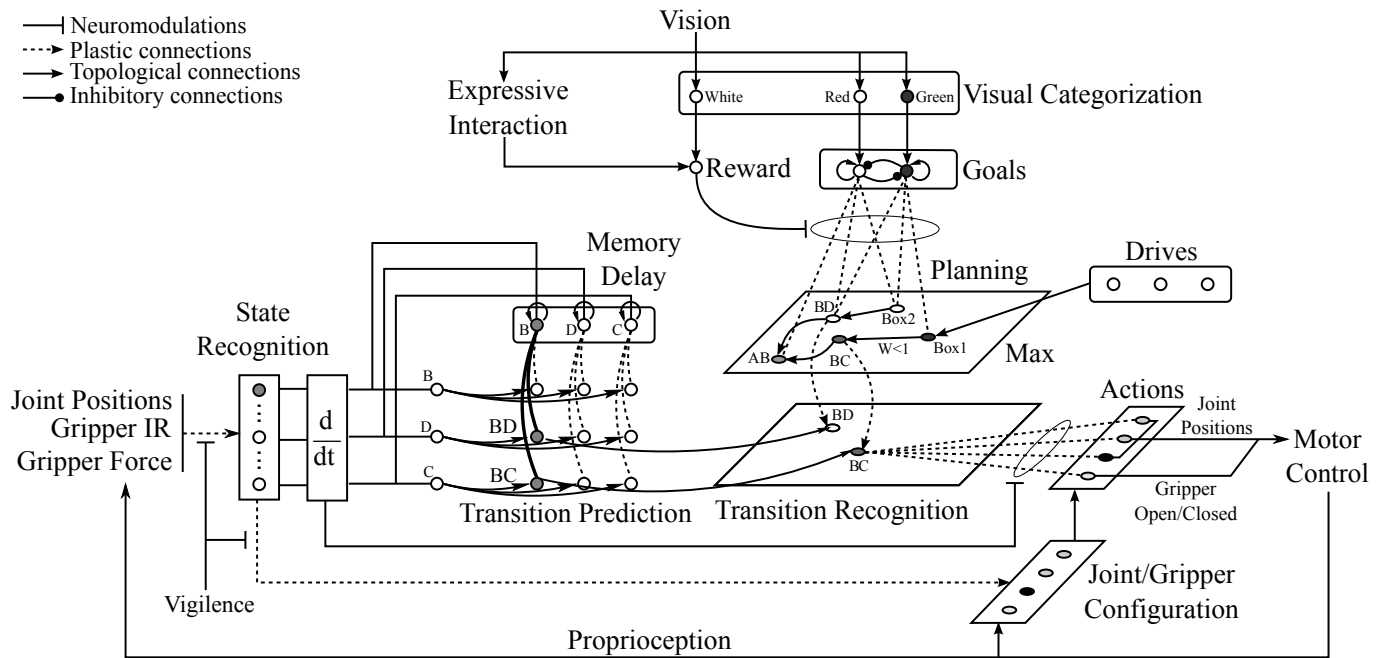 Neuromodulations
Plastic connections
Topological connections
Inhibitory connections
Vision
Expressive
Interaction
White
Red
Green
Visual Categorization
Reward
Goals
Memory
Delay
Planning
Drives
State
Recognition
B
D
C
BD
Box2
AB
BC
W<1
Box1
Max
Joint Positions
Gripper IR
Gripper Force
d
dt
B
D
C
BD
BC
Transition Prediction
BD
BC
Transition Recognition
Actions
Joint
Positions
Gripper
Open/Closed
Motor
Control
Vigilence
Joint/Gripper
Configuration
Proprioception